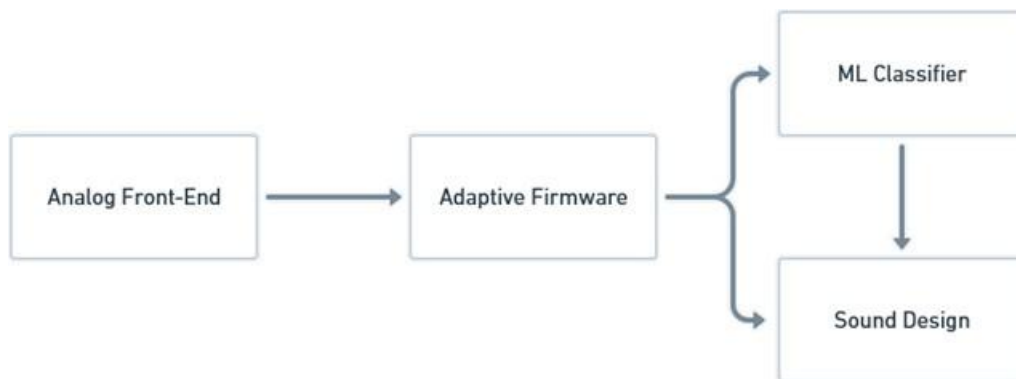 ML Classifier
Analog Front-End
Adaptive Firmware
Sound Design